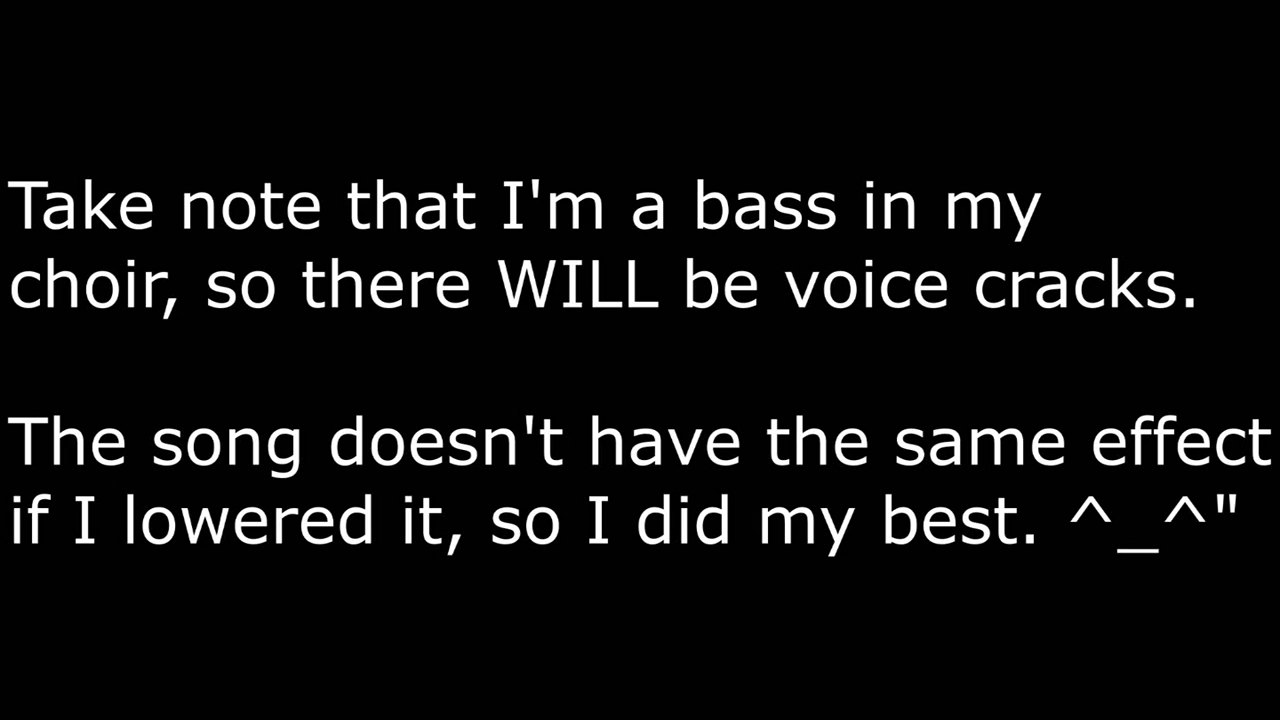 Take note that I'm a bass in my
choir, so there WILL be voice cracks.
The song doesn't have the same effect
if I lowered it, so I did my best. ^_^"